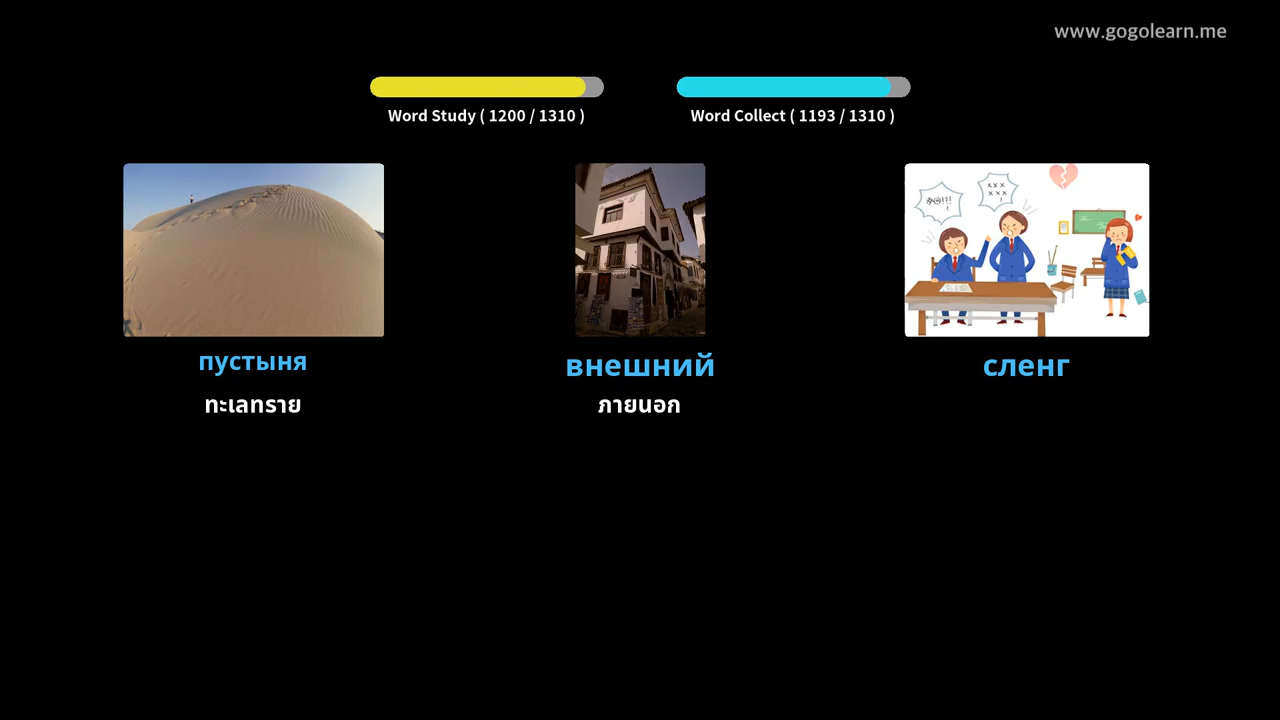 www.gogolearn.me
Word Study ( 1200 / 1310 )
Word Collect ( 1193 / 1310 )
пустыня
внешний
сленг
ทะเลทราย
ภายนอก